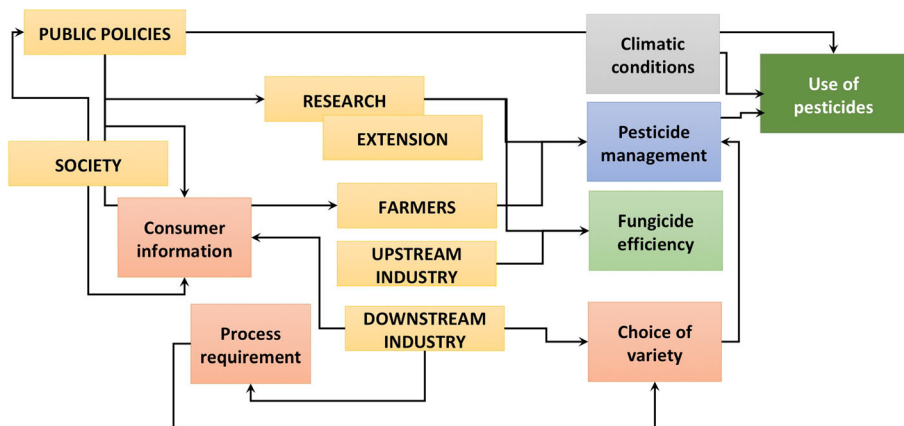 PUBLIC POLICIES
Climatic
conditions
Use of
pesticides
RESEARCH
EXTENSION
Pesticide
management
SOCIETY
FARMERS
Consumer
information
Fungicide
efficiency
UPSTREAM
INDUSTRY
DOWNSTREAM
INDUSTRY
Process
requirement
Choice of
variety